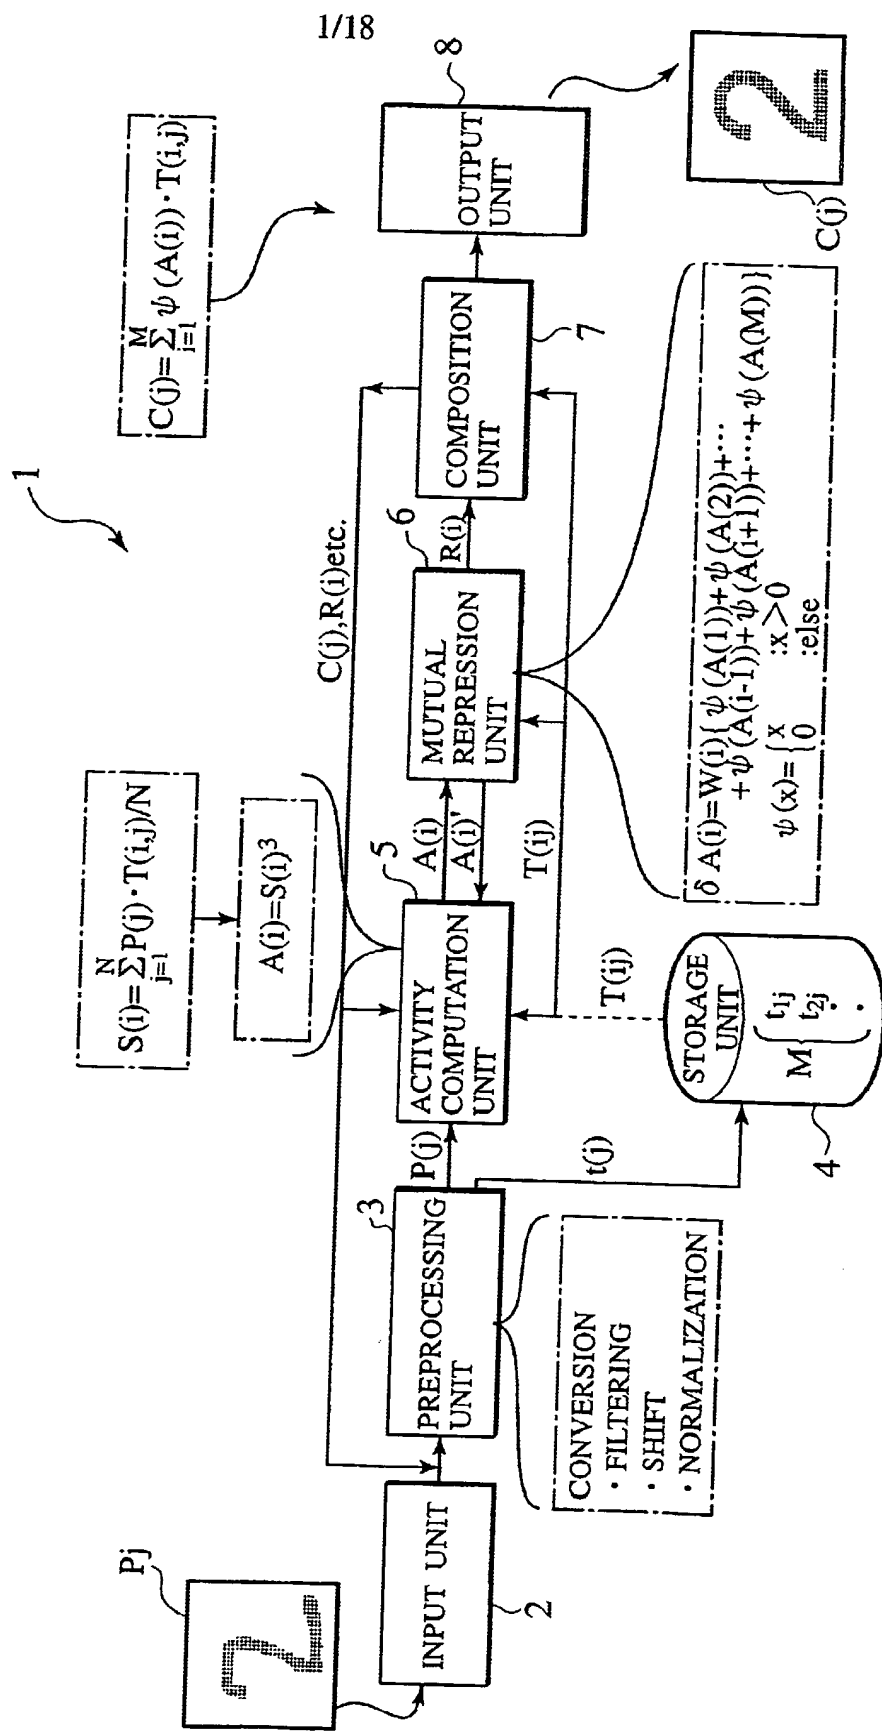 1/18
1
S(i)=ΣP(j)·T(i,j)/N
N
j=1
A(i)=S(i)³
C(j)=Σ ψ(A(i))·T(i,j)
M
i=1
Pj
2
INPUT UNIT
2
3
PREPROCESSING
UNIT
CONVERSION
・FILTERING
・SHIFT
・NORMALIZATION
P(j)
t(j)
5
ACTIVITY
COMPUTATION
UNIT
4
STORAGE
UNIT
M{ t1j
t2j
T(ij)
T(ij)
A(i)
A(i)'
C(j),R(i)etc.
6
MUTUAL
REPRESSION
UNIT
R(i)
7
COMPOSITION
UNIT
8
OUTPUT
UNIT
2
C(j)
δA(i)=W(i){ψ(A(1))+ψ(A(2))+···
+ψ(A(i-1))+ψ(A(i+1))+···+ψ(A(M))}
ψ(x)={x :x>0
0 :else